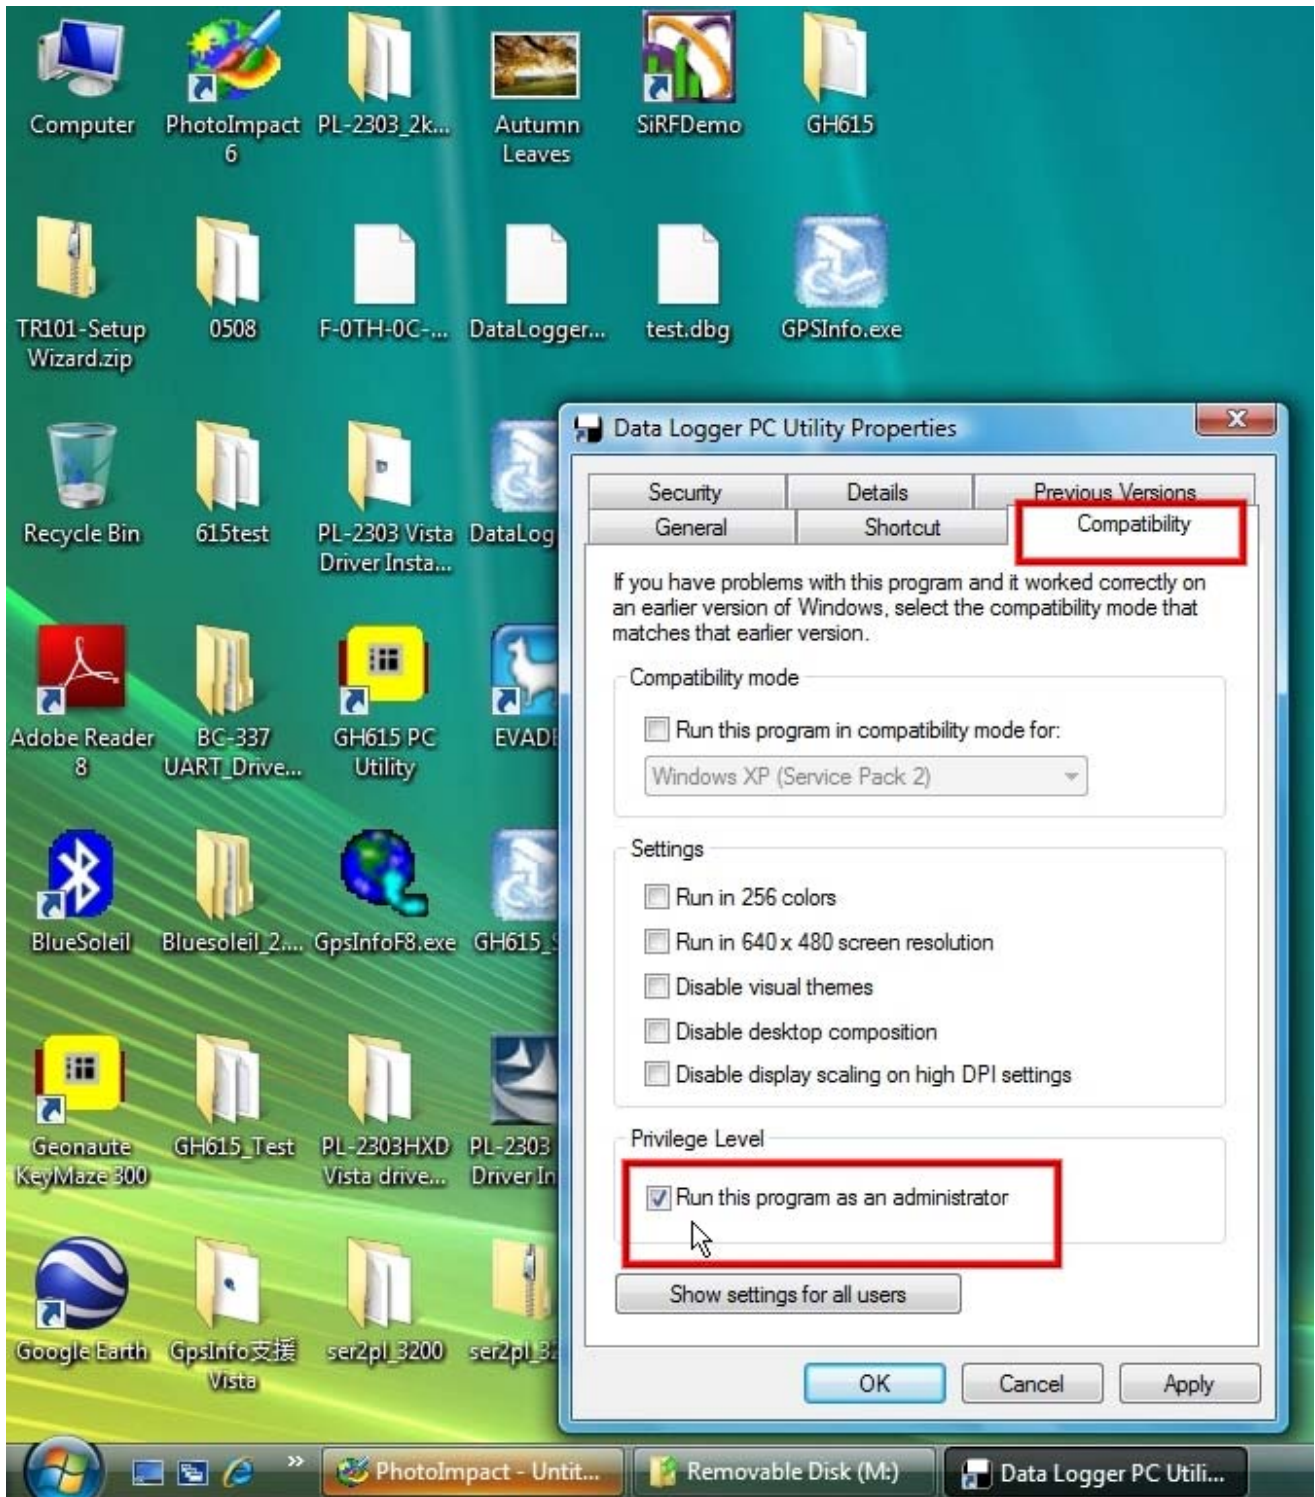 Computer
PhotoImpact
6
PL-2303_2k...
Autumn
Leaves
SiRFDemo
GH615
TR101-Setup
Wizard.zip
0508
F-0TH-0C-...
DataLogger...
test.dbg
GPSInfo.exe
Recycle Bin
615test
PL-2303 Vista
Driver Insta...
DataLog
Adobe Reader
8
BC-337
UART_Drive...
GH615 PC
Utility
EVADE
BlueSoleil
Bluesoleil_2....
GpsInfoF8.exe
GH615_S
Geonaute
KeyMaze 300
GH615_Test
PL-2303HXD
Vista drive...
PL-2303
Driver In
Google Earth
GpsInfo支援
Vista
ser2pl_3200
ser2pl_32
Data Logger PC Utility Properties
Security
Details
Previous Versions
General
Shortcut
Compatibility
If you have problems with this program and it worked correctly on
an earlier version of Windows, select the compatibility mode that
matches that earlier version.
Compatibility mode
Run this program in compatibility mode for:
Windows XP (Service Pack 2)
Settings
Run in 256 colors
Run in 640 x 480 screen resolution
Disable visual themes
Disable desktop composition
Disable display scaling on high DPI settings
Privilege Level
Run this program as an administrator
Show settings for all users
OK
Cancel
Apply
PhotoImpact - Untit...
Removable Disk (M:)
Data Logger PC Utili...